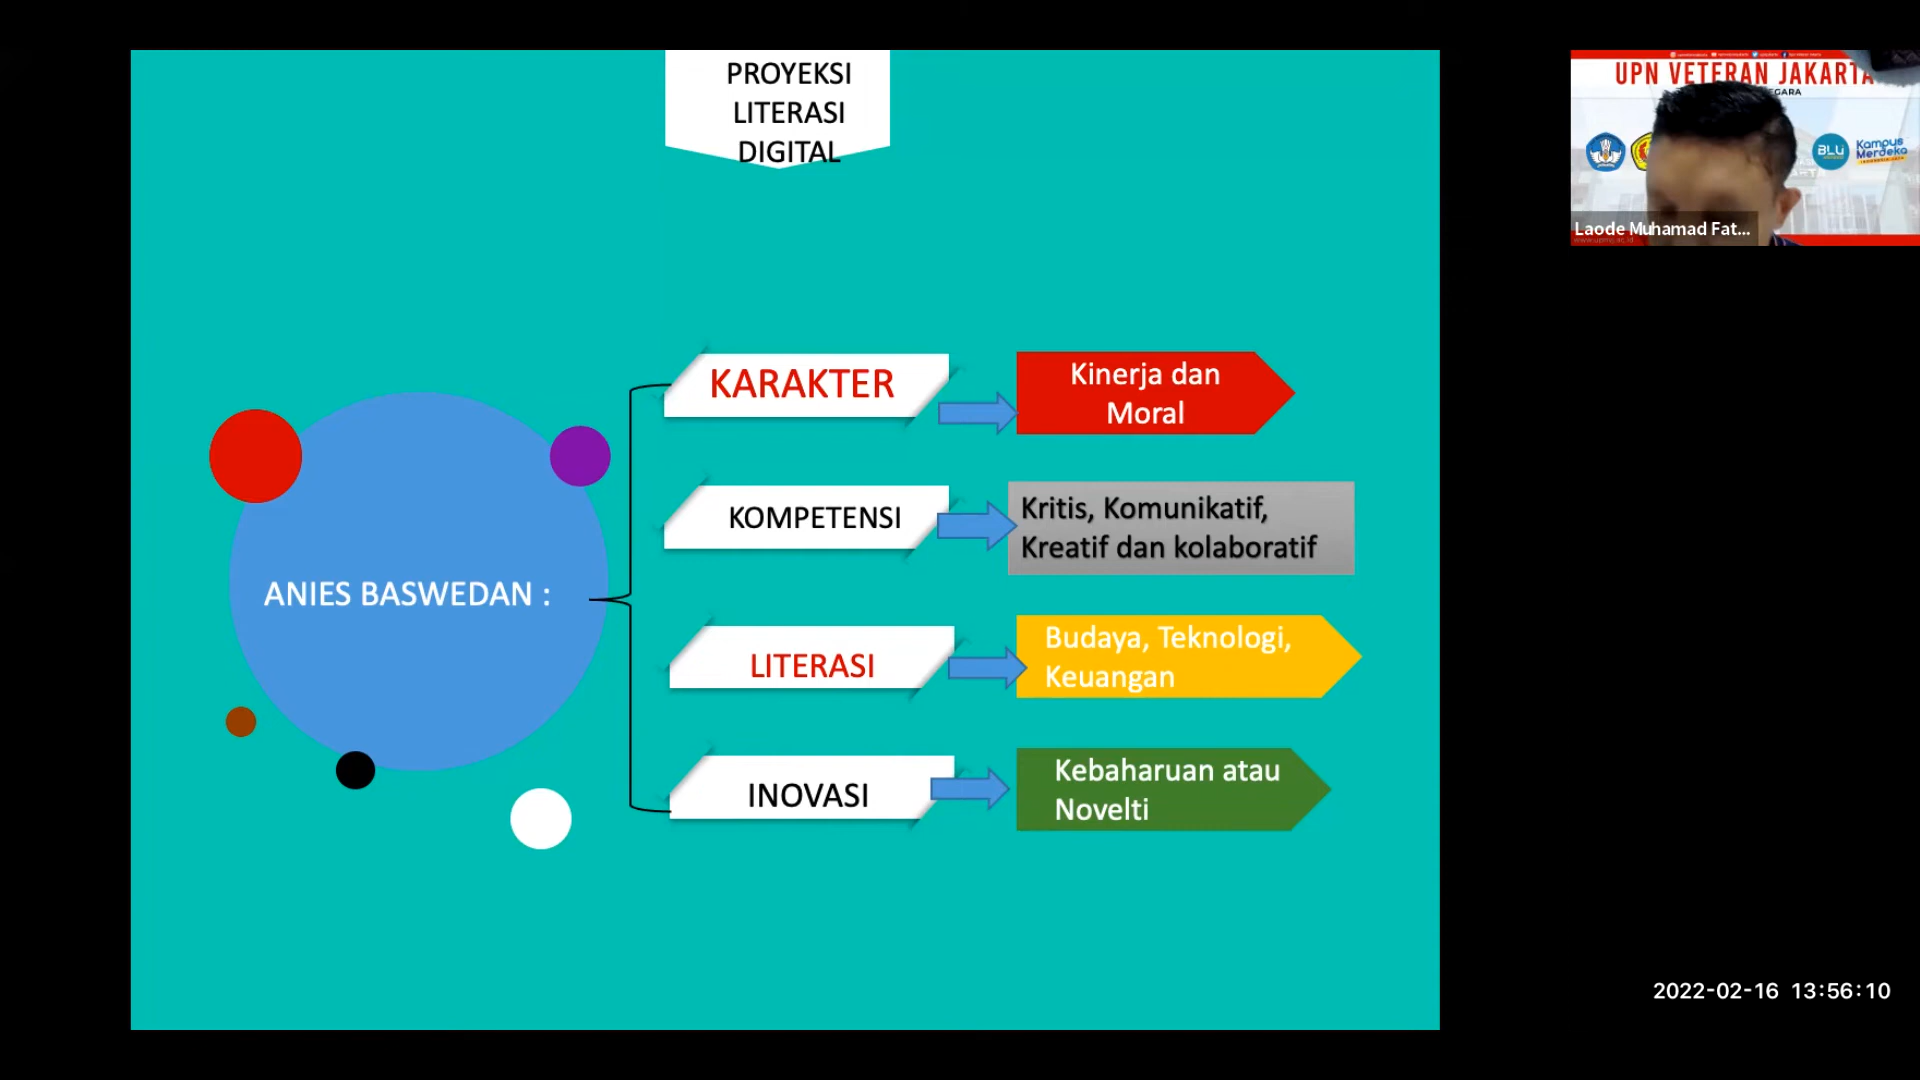 PROYEKSI
LITERASI
DIGITAL
KARAKTER
Kinerja dan
Moral
KOMPETENSI
Kritis, Komunikatif,
Kreatif dan kolaboratif
ANIES BASWEDAN :
LITERASI
Budaya, Teknologi,
Keuangan
INOVASI
Kebaharuan atau
Novelti
UPN VETERAN JAKARTA
BLU
Kampus
Merdeka
Laode Muhamad Fat...
2022-02-16 13:56:10